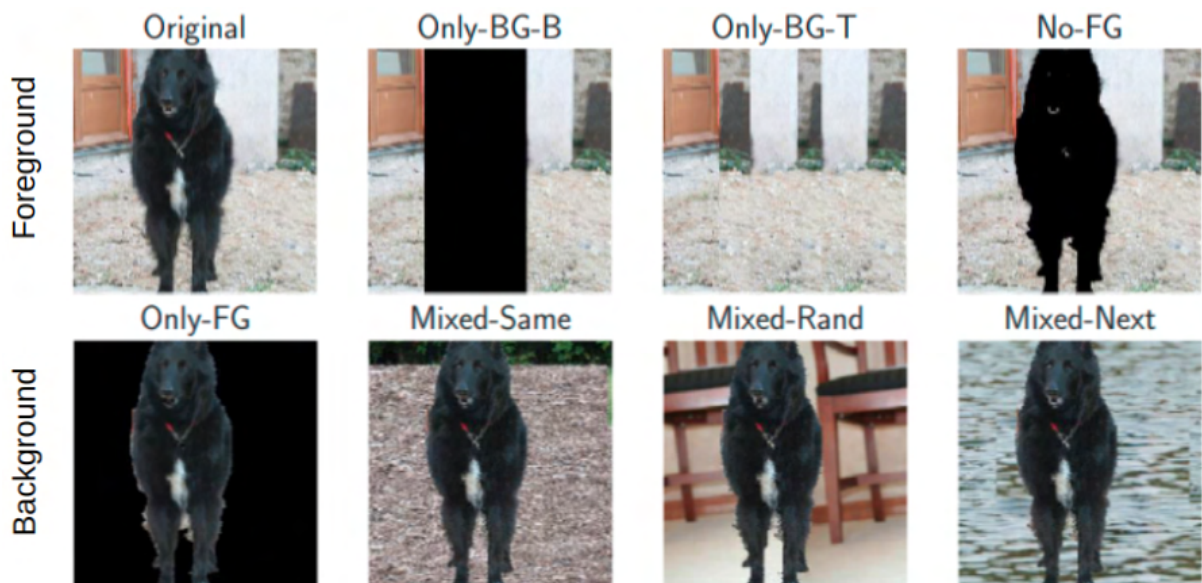 Original Only-BG-B Only-BG-T No-FG
Foreground
Only-FG Mixed-Same Mixed-Rand Mixed-Next
Background